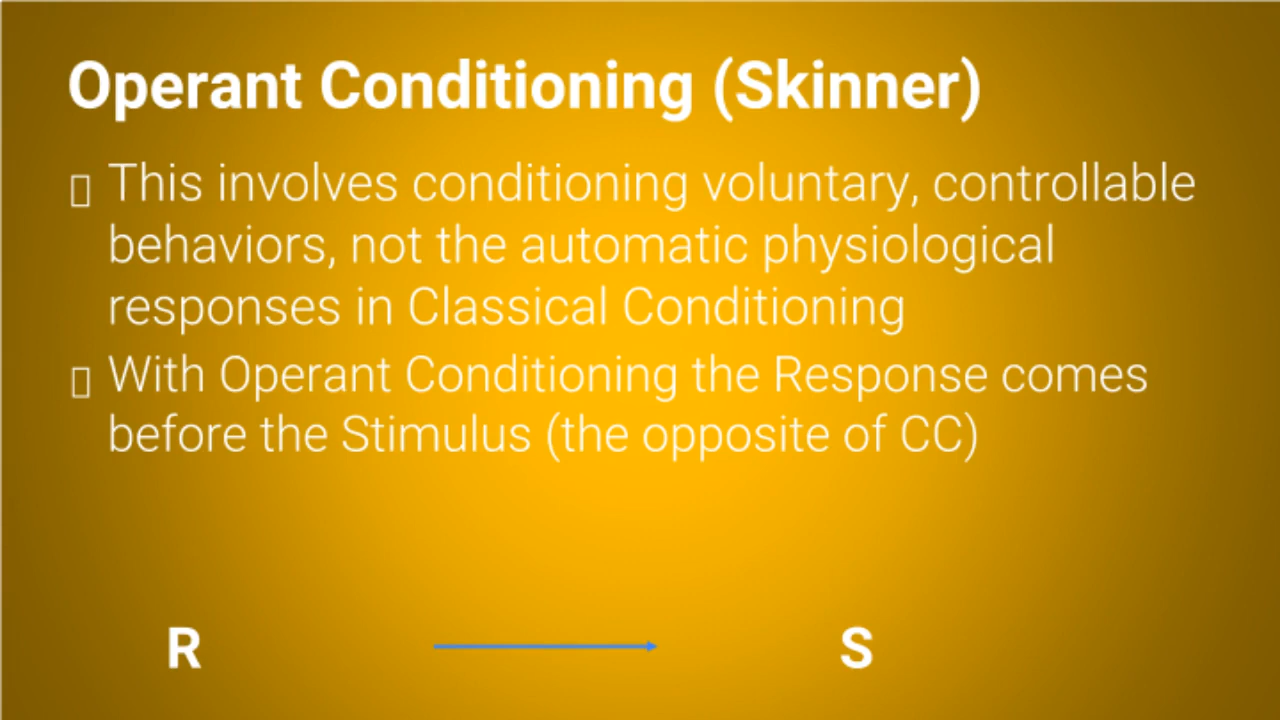 Operant Conditioning (Skinner)
This involves conditioning voluntary, controllable
behaviors, not the automatic physiological
responses in Classical Conditioning
With Operant Conditioning the Response comes
before the Stimulus (the opposite of CC)
R S